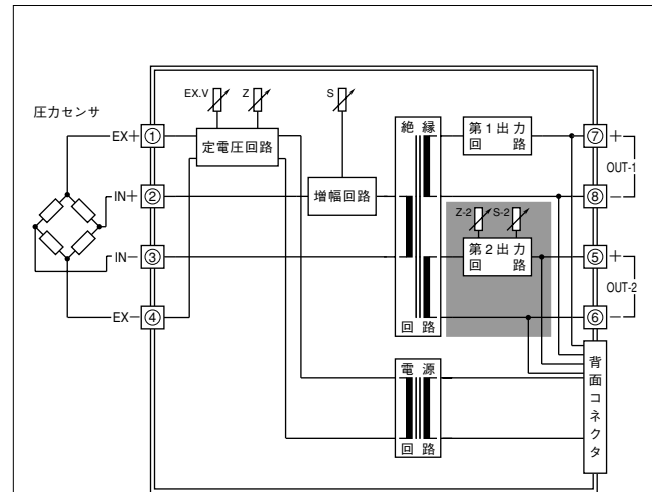 圧力センサ
EX.V
Z
S
EX+
①
定電圧回路
絶縁
第1出力
回路
⑦
+
OUT-1
IN+
②
増幅回路
⑧
−
Z-2
S-2
IN−
③
第2出力
回路
⑤
+
OUT-2
EX−
④
回路
⑥
−
電源
回路
背面コネクタ